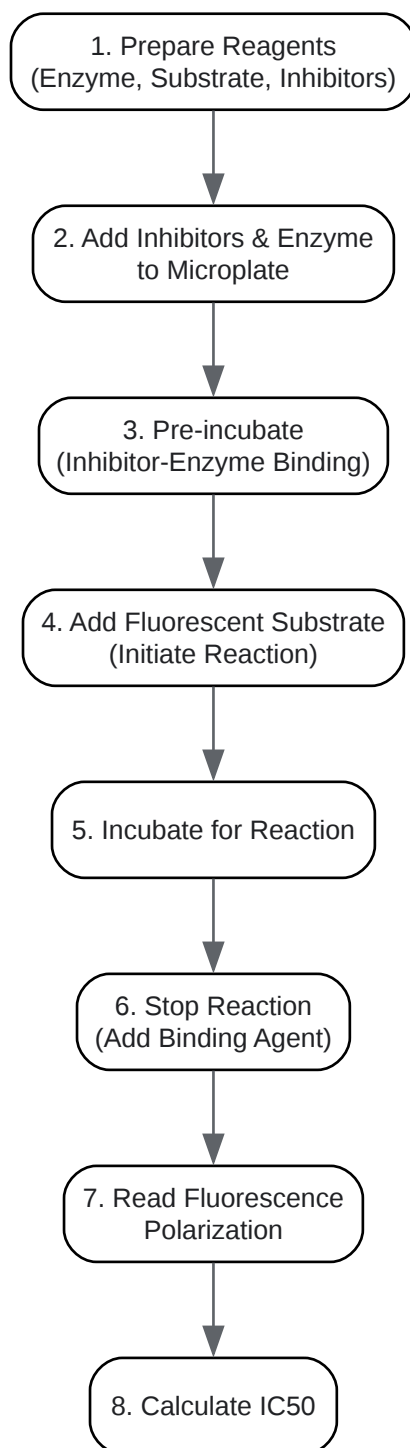 1. Prepare Reagents
(Enzyme, Substrate, Inhibitors)
2. Add Inhibitors & Enzyme
to Microplate
3. Pre-incubate
(Inhibitor-Enzyme Binding)
4. Add Fluorescent Substrate
(Initiate Reaction)
5. Incubate for Reaction
6. Stop Reaction
(Add Binding Agent)
7. Read Fluorescence
Polarization
8. Calculate IC50